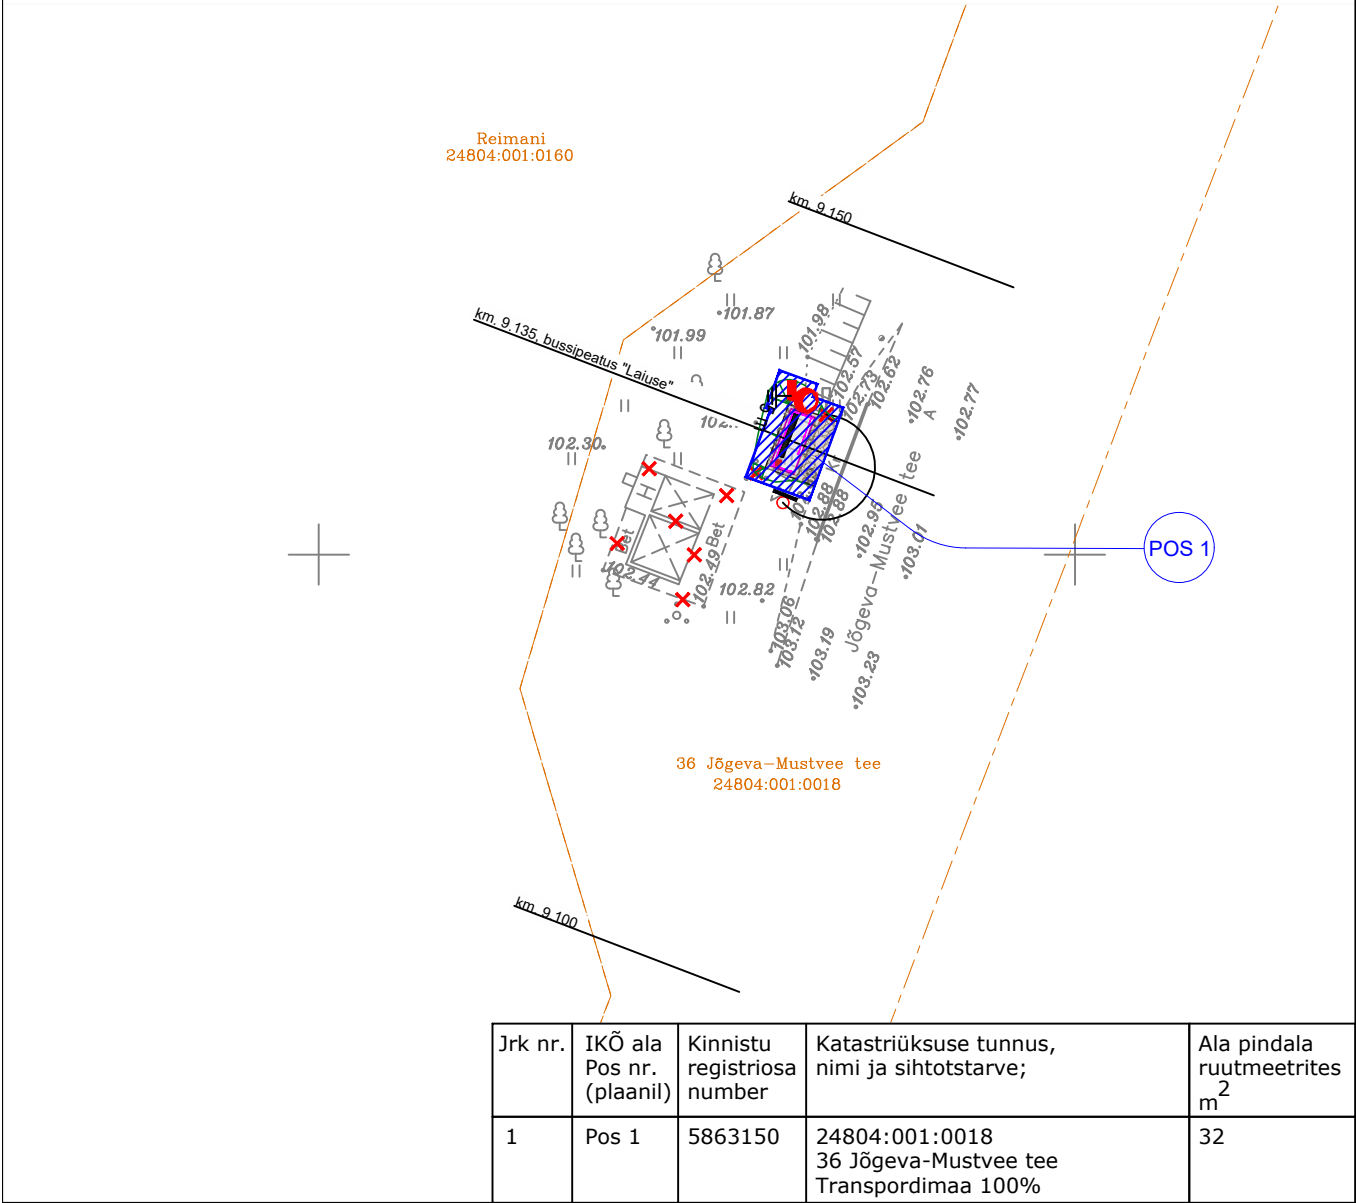 Reimani
24804:001:0160
km. 9.150
km. 9.135, bussipeatus "Laiuse"
101.87
101.99
101.98
102.57
102.62
102.76
A
102.77
102.30
Bet
102.44
102.49 Bet
102.82
102.88
102.88
102.95
103.01
Jõgeva-Mustvee tee
103.06
103.12
103.19
103.23
POS 1
36 Jõgeva-Mustvee tee
24804:001:0018
km. 9.100
Jrk nr.
IKÕ ala
Pos nr.
(plaanil)
Kinnistu
registriosa
number
Katastriüksuse tunnus,
nimi ja sihtotstarve;
Ala pindala
ruutmeetrites
m2
1
Pos 1
5863150
24804:001:0018
36 Jõgeva-Mustvee tee
Transpordimaa 100%
32